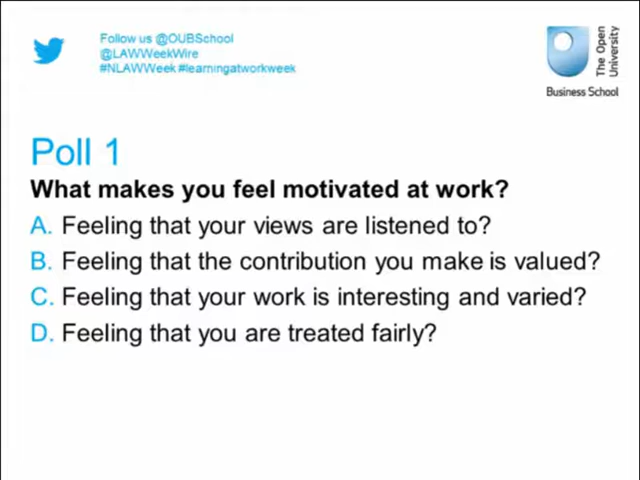 Follow us @OUBSchool
@LAWWeekWire
#NLAWWeek #learningatworkweek
The Open
University
Business School
Poll 1
What makes you feel motivated at work?
A. Feeling that your views are listened to?
B. Feeling that the contribution you make is valued?
C. Feeling that your work is interesting and varied?
D. Feeling that you are treated fairly?